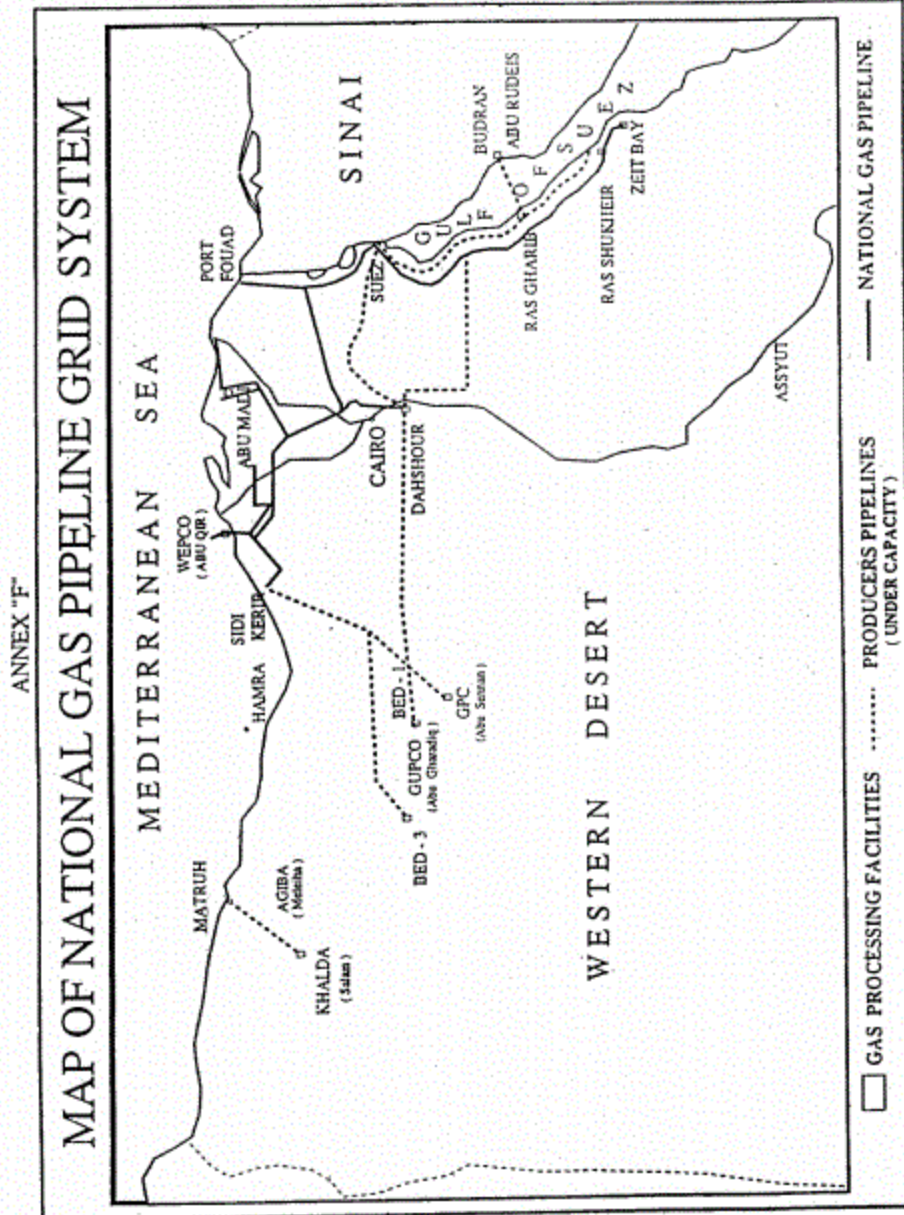 ANNEX "F"
MAP OF NATIONAL GAS PIPELINE GRID SYSTEM
MEDITERRANEAN SEA
PORT
FOUAD
WEPCO
(ABU QIR)
ABU MADI
SIDI
KERIR
HAMRA
MATRUH
SINAI
SUEZ
CAIRO
AGIBA
(Meleiha)
KHALDA
(Salam)
BED - 1
DAHSHOUR
GUPCO
(Abu Gharadiq)
BED - 3
GPC
(Abu Sennan)
GULF OF SUEZ
BUDRAN
ABU RUDEIS
RAS GHARIB
RAS SHUKHEIR
ZEIT BAY
WESTERN DESERT
ASSYUT
GAS PROCESSING FACILITIES
PRODUCERS PIPELINES
(UNDER CAPACITY)
NATIONAL GAS PIPELINE